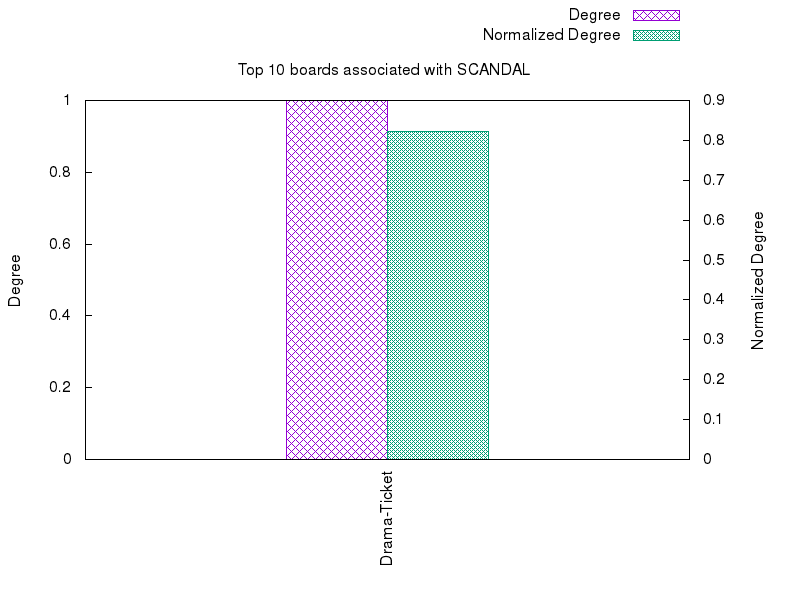 Degree
Normalized Degree
Top 10 boards associated with SCANDAL
1
0.8
0.6
0.4
0.2
0
Degree
0.9
0.8
0.7
0.6
0.5
0.4
0.3
0.2
0.1
0
Normalized Degree
Drama-Ticket